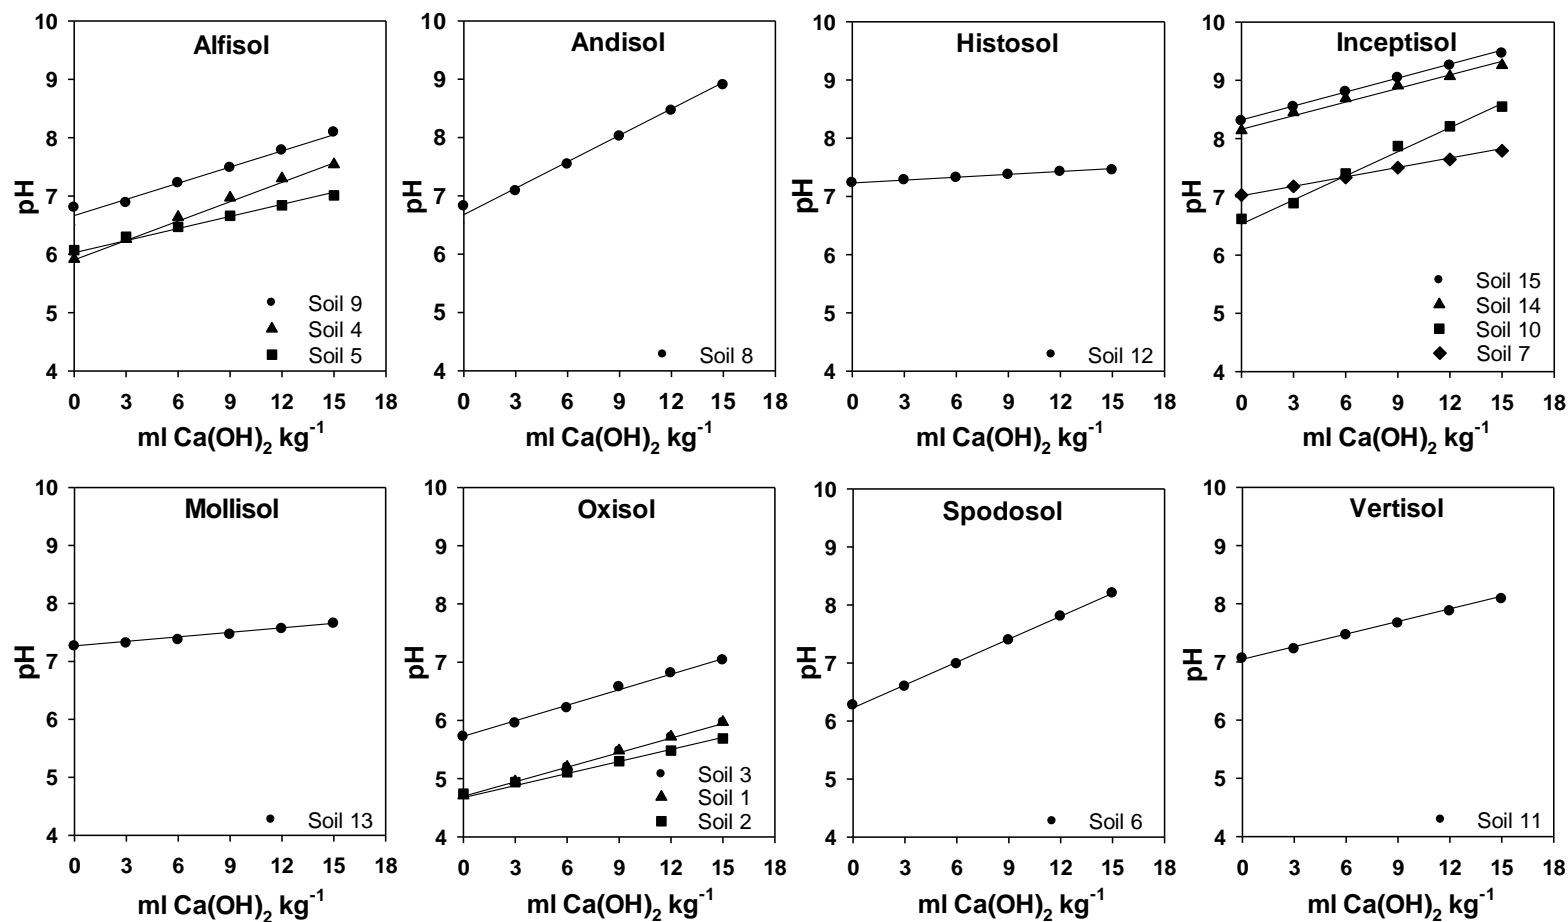 Alfisol
10
9
8
7
6
5
4
pH
Soil 9
Soil 4
Soil 5
0 3 6 9 12 15 18
ml Ca(OH)₂ kg⁻¹
Andisol
10
9
8
7
6
5
4
pH
Soil 8
0 3 6 9 12 15 18
ml Ca(OH)₂ kg⁻¹
Histosol
10
9
8
7
6
5
4
pH
Soil 12
0 3 6 9 12 15 18
ml Ca(OH)₂ kg⁻¹
Inceptisol
10
9
8
7
6
5
4
pH
Soil 15
Soil 14
Soil 10
Soil 7
0 3 6 9 12 15 18
ml Ca(OH)₂ kg⁻¹
Mollisol
10
9
8
7
6
5
4
pH
Soil 13
0 3 6 9 12 15 18
ml Ca(OH)₂ kg⁻¹
Oxisol
10
9
8
7
6
5
4
pH
Soil 3
Soil 1
Soil 2
0 3 6 9 12 15 18
ml Ca(OH)₂ kg⁻¹
Spodosol
10
9
8
7
6
5
4
pH
Soil 6
0 3 6 9 12 15 18
ml Ca(OH)₂ kg⁻¹
Vertisol
10
9
8
7
6
5
4
pH
Soil 11
0 3 6 9 12 15 18
ml Ca(OH)₂ kg⁻¹